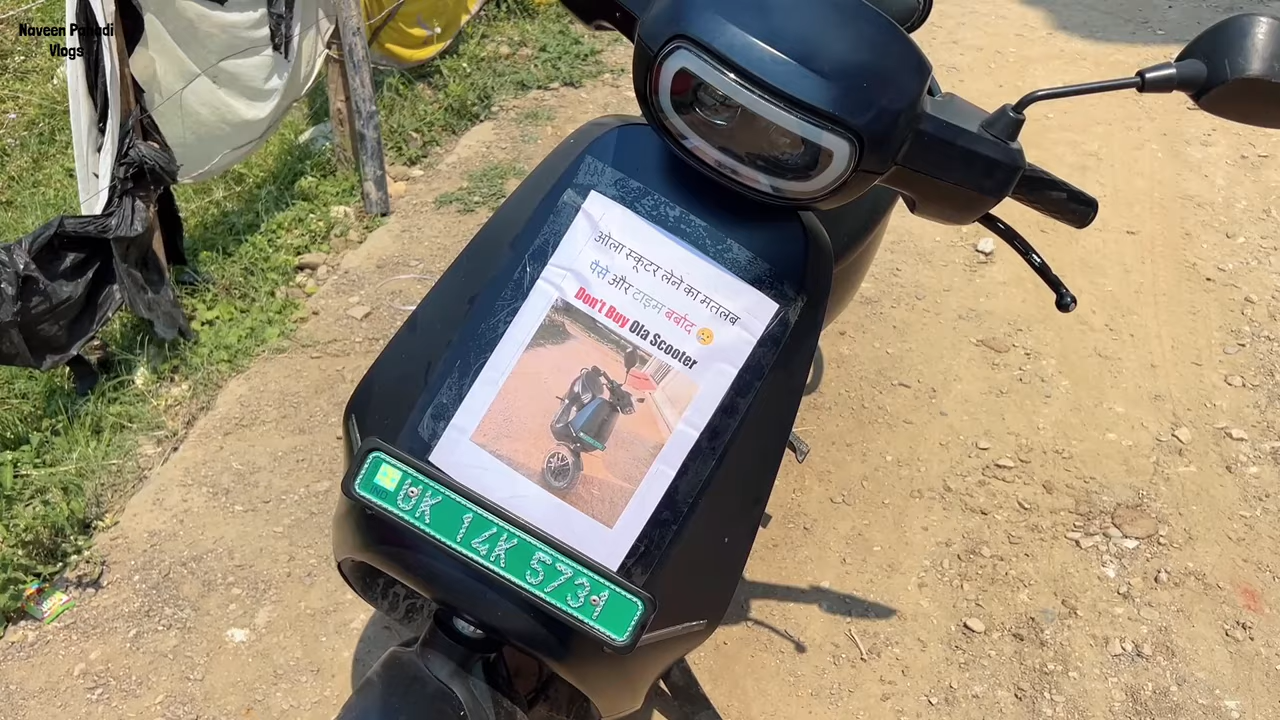 Naveen Pahadi
Vlogs
ओला स्कूटर लेने का मतलब
पैसे और टाइम बर्बाद 😟
Don't Buy Ola Scooter
IND
UK 14K 5731